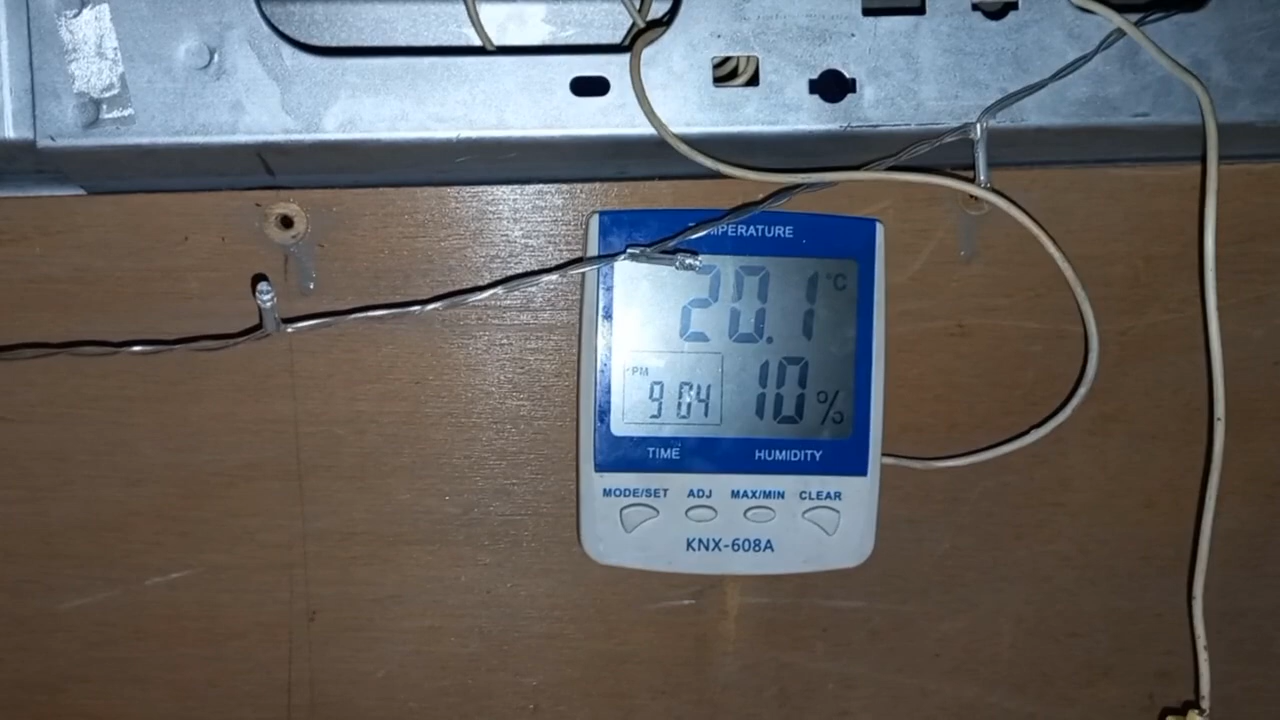 TEMPERATURE
20.1 °C
PM
9 04
10 %
TIME HUMIDITY
MODE/SET ADJ MAX/MIN CLEAR
KNX-608A